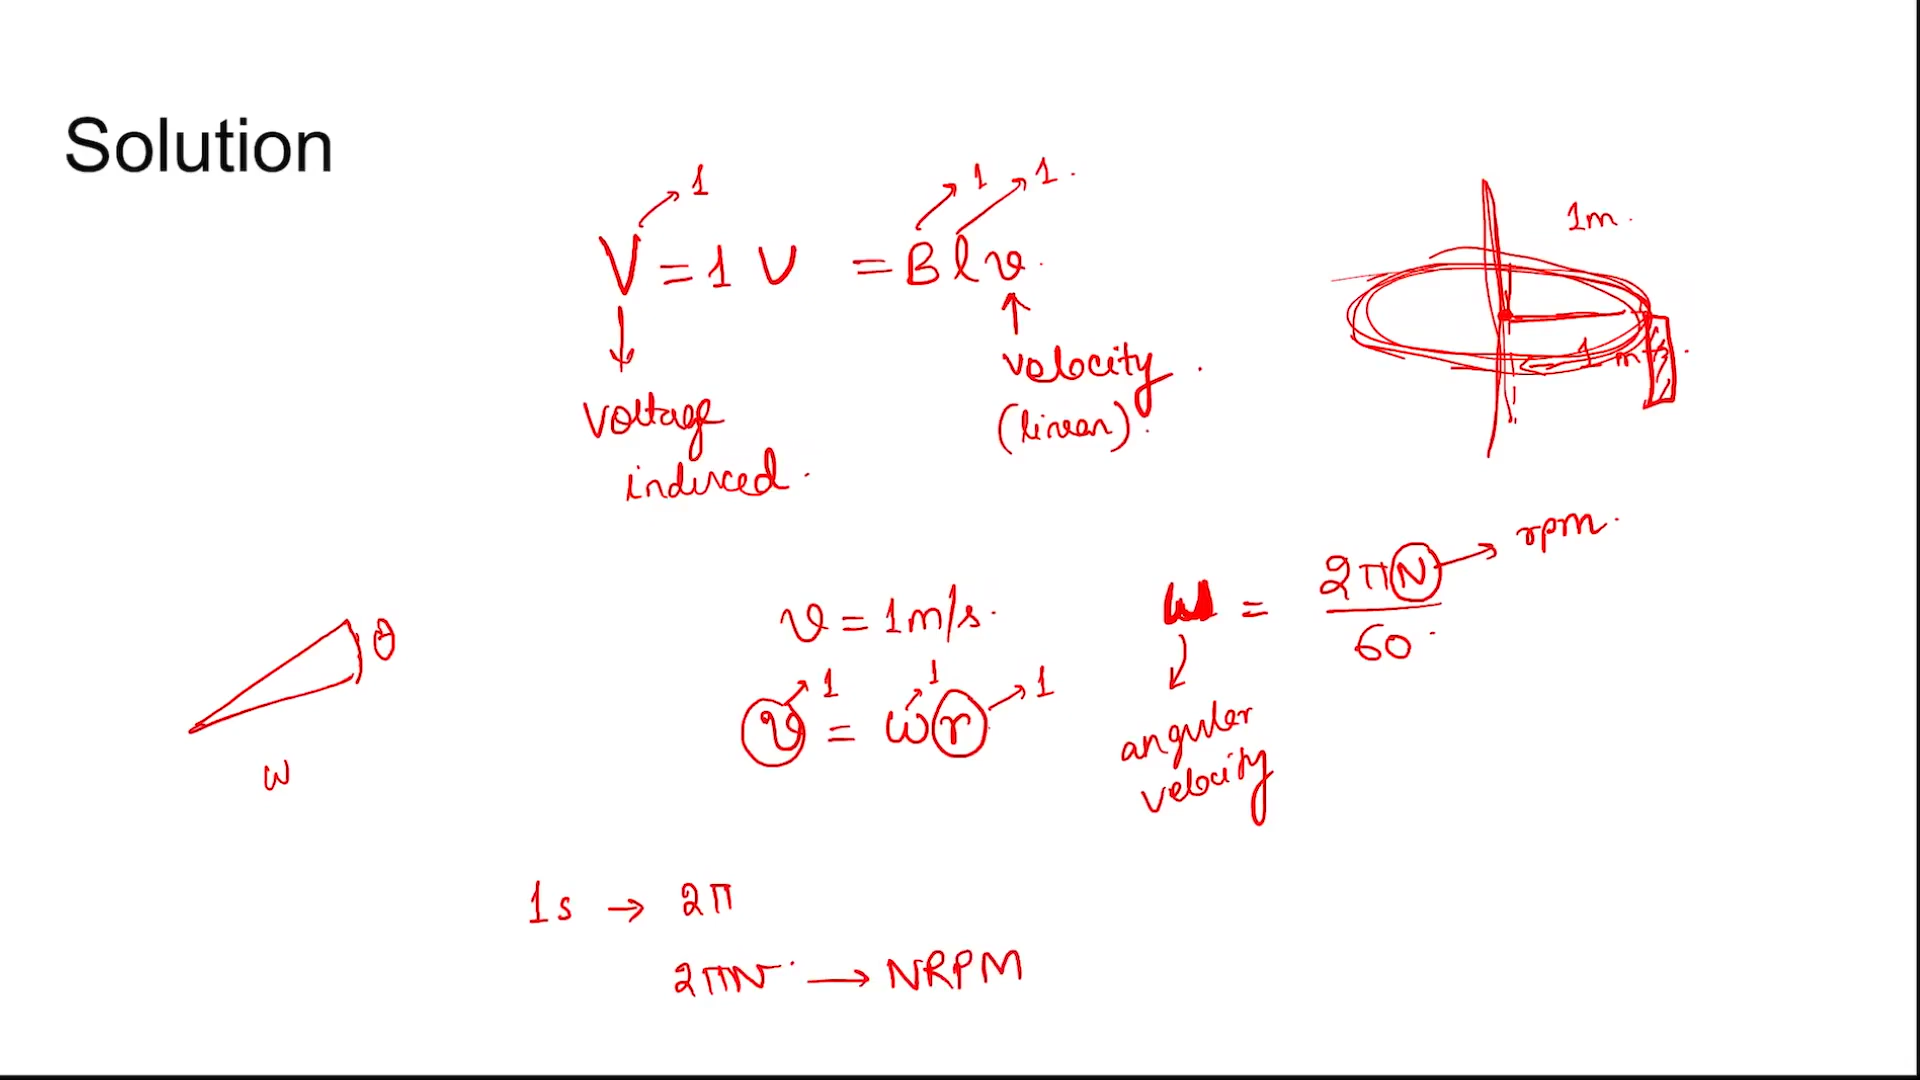 Solution
1
1
1.
V = 1 V = B l v.
1m.
1 m
velocity
(linear).
voltage
induced.
rpm.
v = 1m/s.
ω = 2πN
60
θ
1
1
1
v = ω r
ω
angular
velocity
1s → 2π
2πN. → NRPM